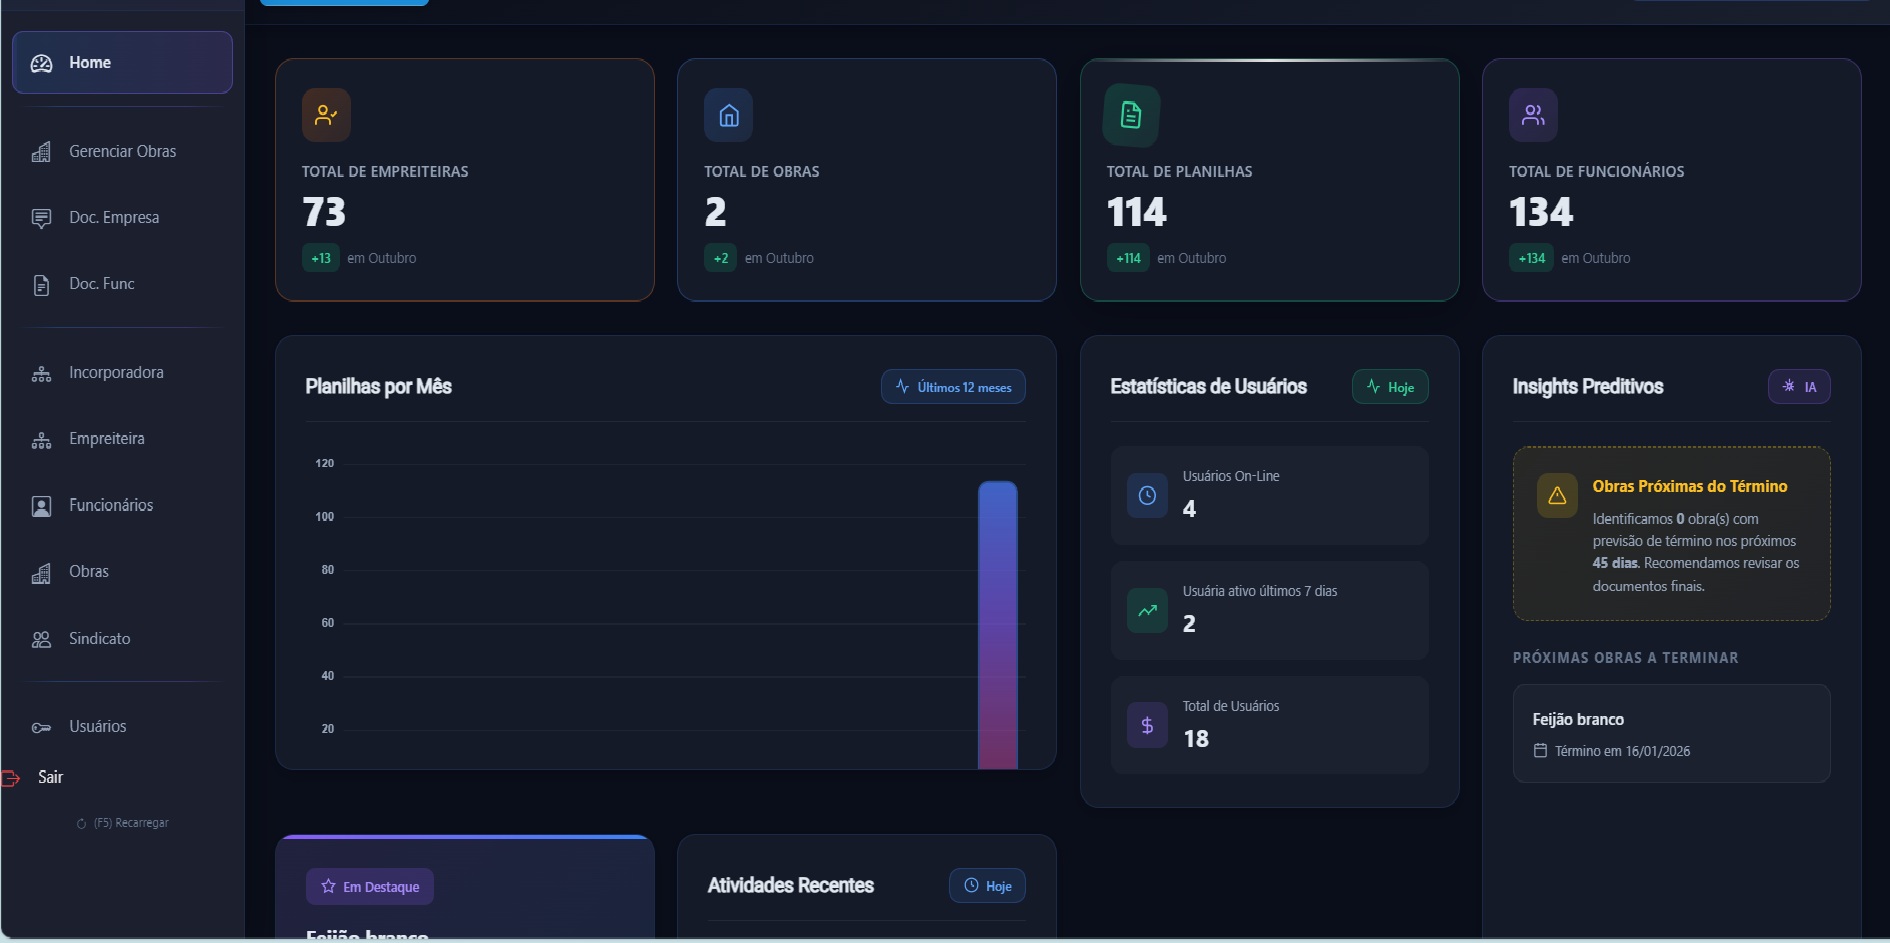 Home
Gerenciar Obras
Doc. Empresa
Doc. Func
Incorporadora
Empreiteira
Funcionários
Obras
Sindicato
Usuários
Sair
(F5) Recarregar
TOTAL DE EMPREITEIRAS
73
+13 em Outubro
TOTAL DE OBRAS
2
+2 em Outubro
TOTAL DE PLANILHAS
114
+114 em Outubro
TOTAL DE FUNCIONÁRIOS
134
+134 em Outubro
Planilhas por Mês
Últimos 12 meses
120
100
80
60
40
20
Estatísticas de Usuários
Hoje
Usuários On-Line
4
Usuária ativo últimos 7 dias
2
Total de Usuários
18
Insights Preditivos
IA
Obras Próximas do Término
Identificamos 0 obra(s) com
previsão de término nos próximos
45 dias. Recomendamos revisar os
documentos finais.
PRÓXIMAS OBRAS A TERMINAR
Feijão branco
Término em 16/01/2026
Em Destaque
Feijão branco
Atividades Recentes
Hoje